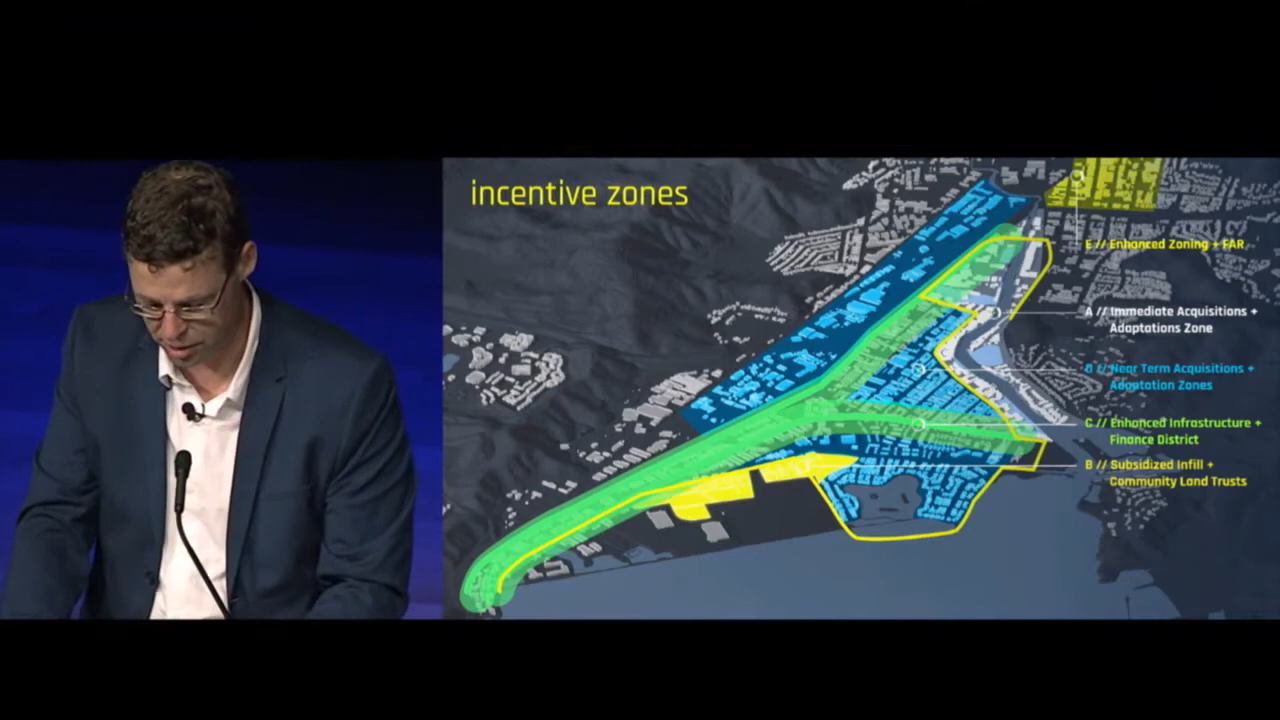 incentive zones
E // Enhanced Zoning + FAR
A // Immediate Acquisitions +
Adaptations Zone
D // Near Term Acquisitions +
Adaptation Zones
C // Enhanced Infrastructure +
Finance District
B // Subsidized Infill +
Community Land Trusts